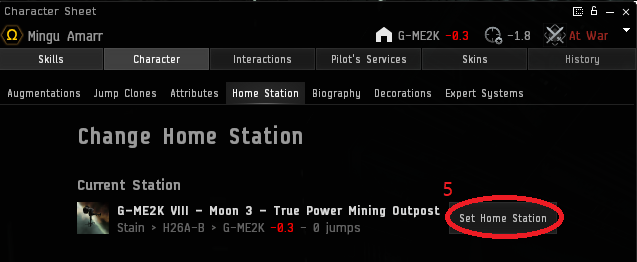 Character Sheet
Ω Mingu Amarr G-ME2K -0.3 -1.8 At War
Skills Character Interactions Pilot's Services Skins History
Augmentations Jump Clones Attributes Home Station Biography Decorations Expert Systems
Change Home Station
Current Station
5
G-ME2K VIII - Moon 3 - True Power Mining Outpost
Set Home Station
Stain > H26A-B > G-ME2K -0.3 - 0 jumps